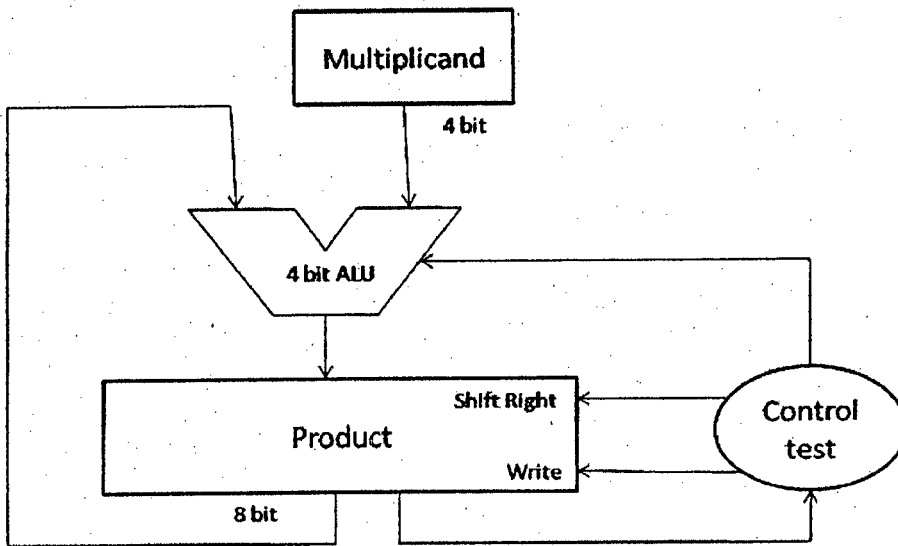 Multiplicand
4 bit
4 bit ALU
Shift Right
Product
Write
Control
test
8 bit